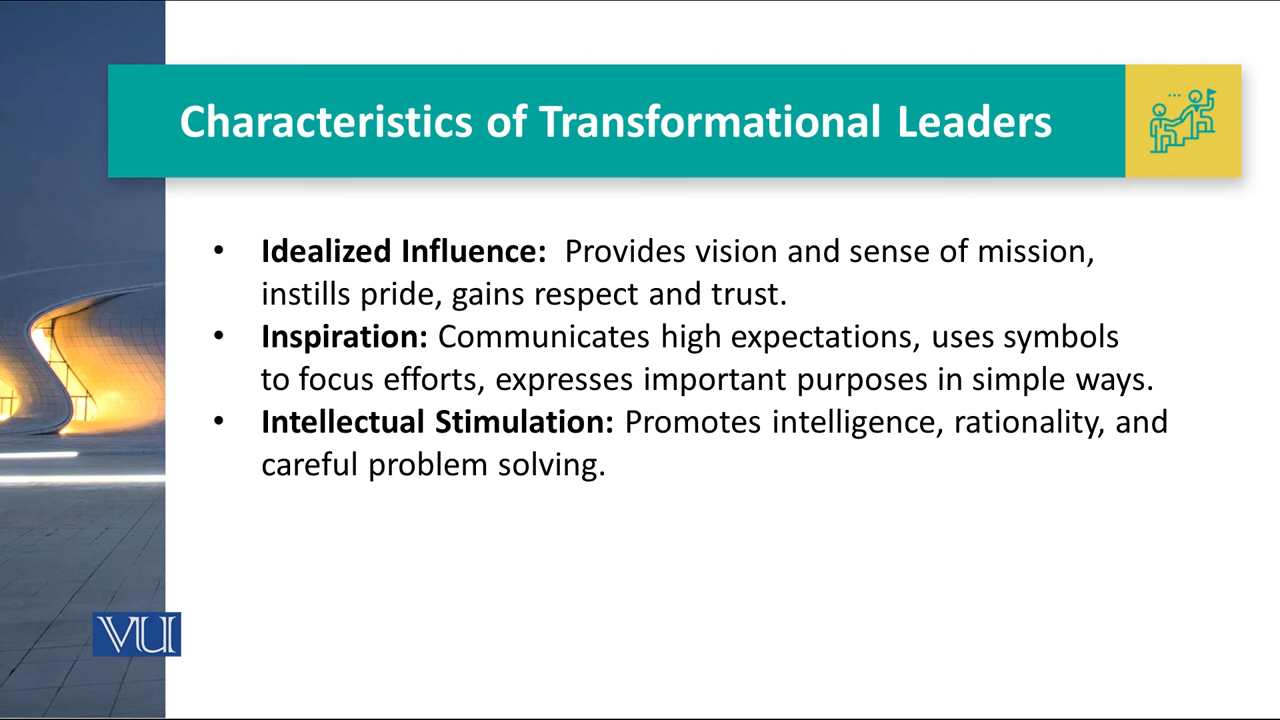 Characteristics of Transformational Leaders
• Idealized Influence:  Provides vision and sense of mission,
instills pride, gains respect and trust.
• Inspiration: Communicates high expectations, uses symbols
to focus efforts, expresses important purposes in simple ways.
• Intellectual Stimulation: Promotes intelligence, rationality, and
careful problem solving.
VU